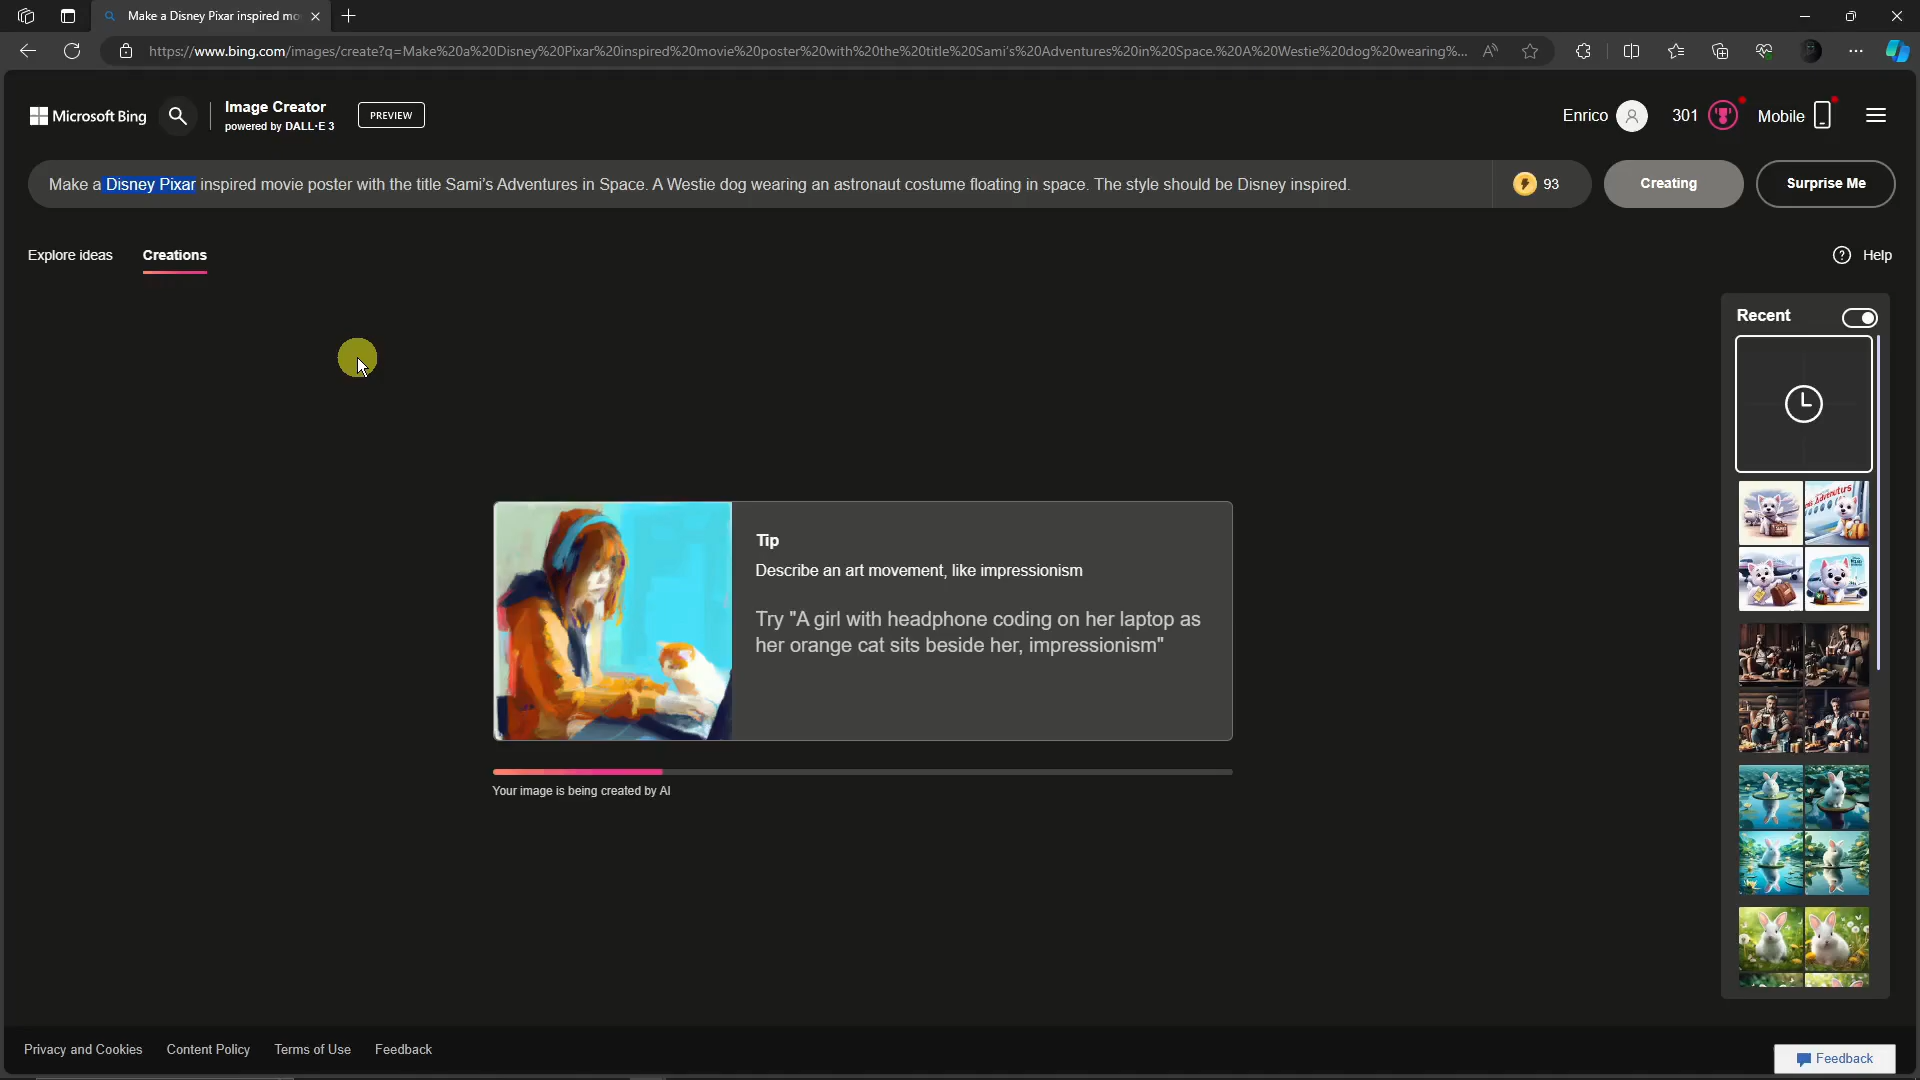 Make a Disney Pixar inspired mo
https://www.bing.com/images/create?q=Make%20a%20Disney%20Pixar%20inspired%20movie%20poster%20with%20the%20title%20Sami's%20Adventures%20in%20Space.%20A%20Westie%20dog%20wearing%...
Microsoft Bing
Image Creator
powered by DALL·E 3
PREVIEW
Enrico
301
Mobile
Make a Disney Pixar inspired movie poster with the title Sami's Adventures in Space. A Westie dog wearing an astronaut costume floating in space. The style should be Disney inspired.
93
Creating
Surprise Me
Explore ideas
Creations
Help
Recent
Tip
Describe an art movement, like impressionism
Try "A girl with headphone coding on her laptop as
her orange cat sits beside her, impressionism"
Your image is being created by AI
Privacy and Cookies
Content Policy
Terms of Use
Feedback
Feedback